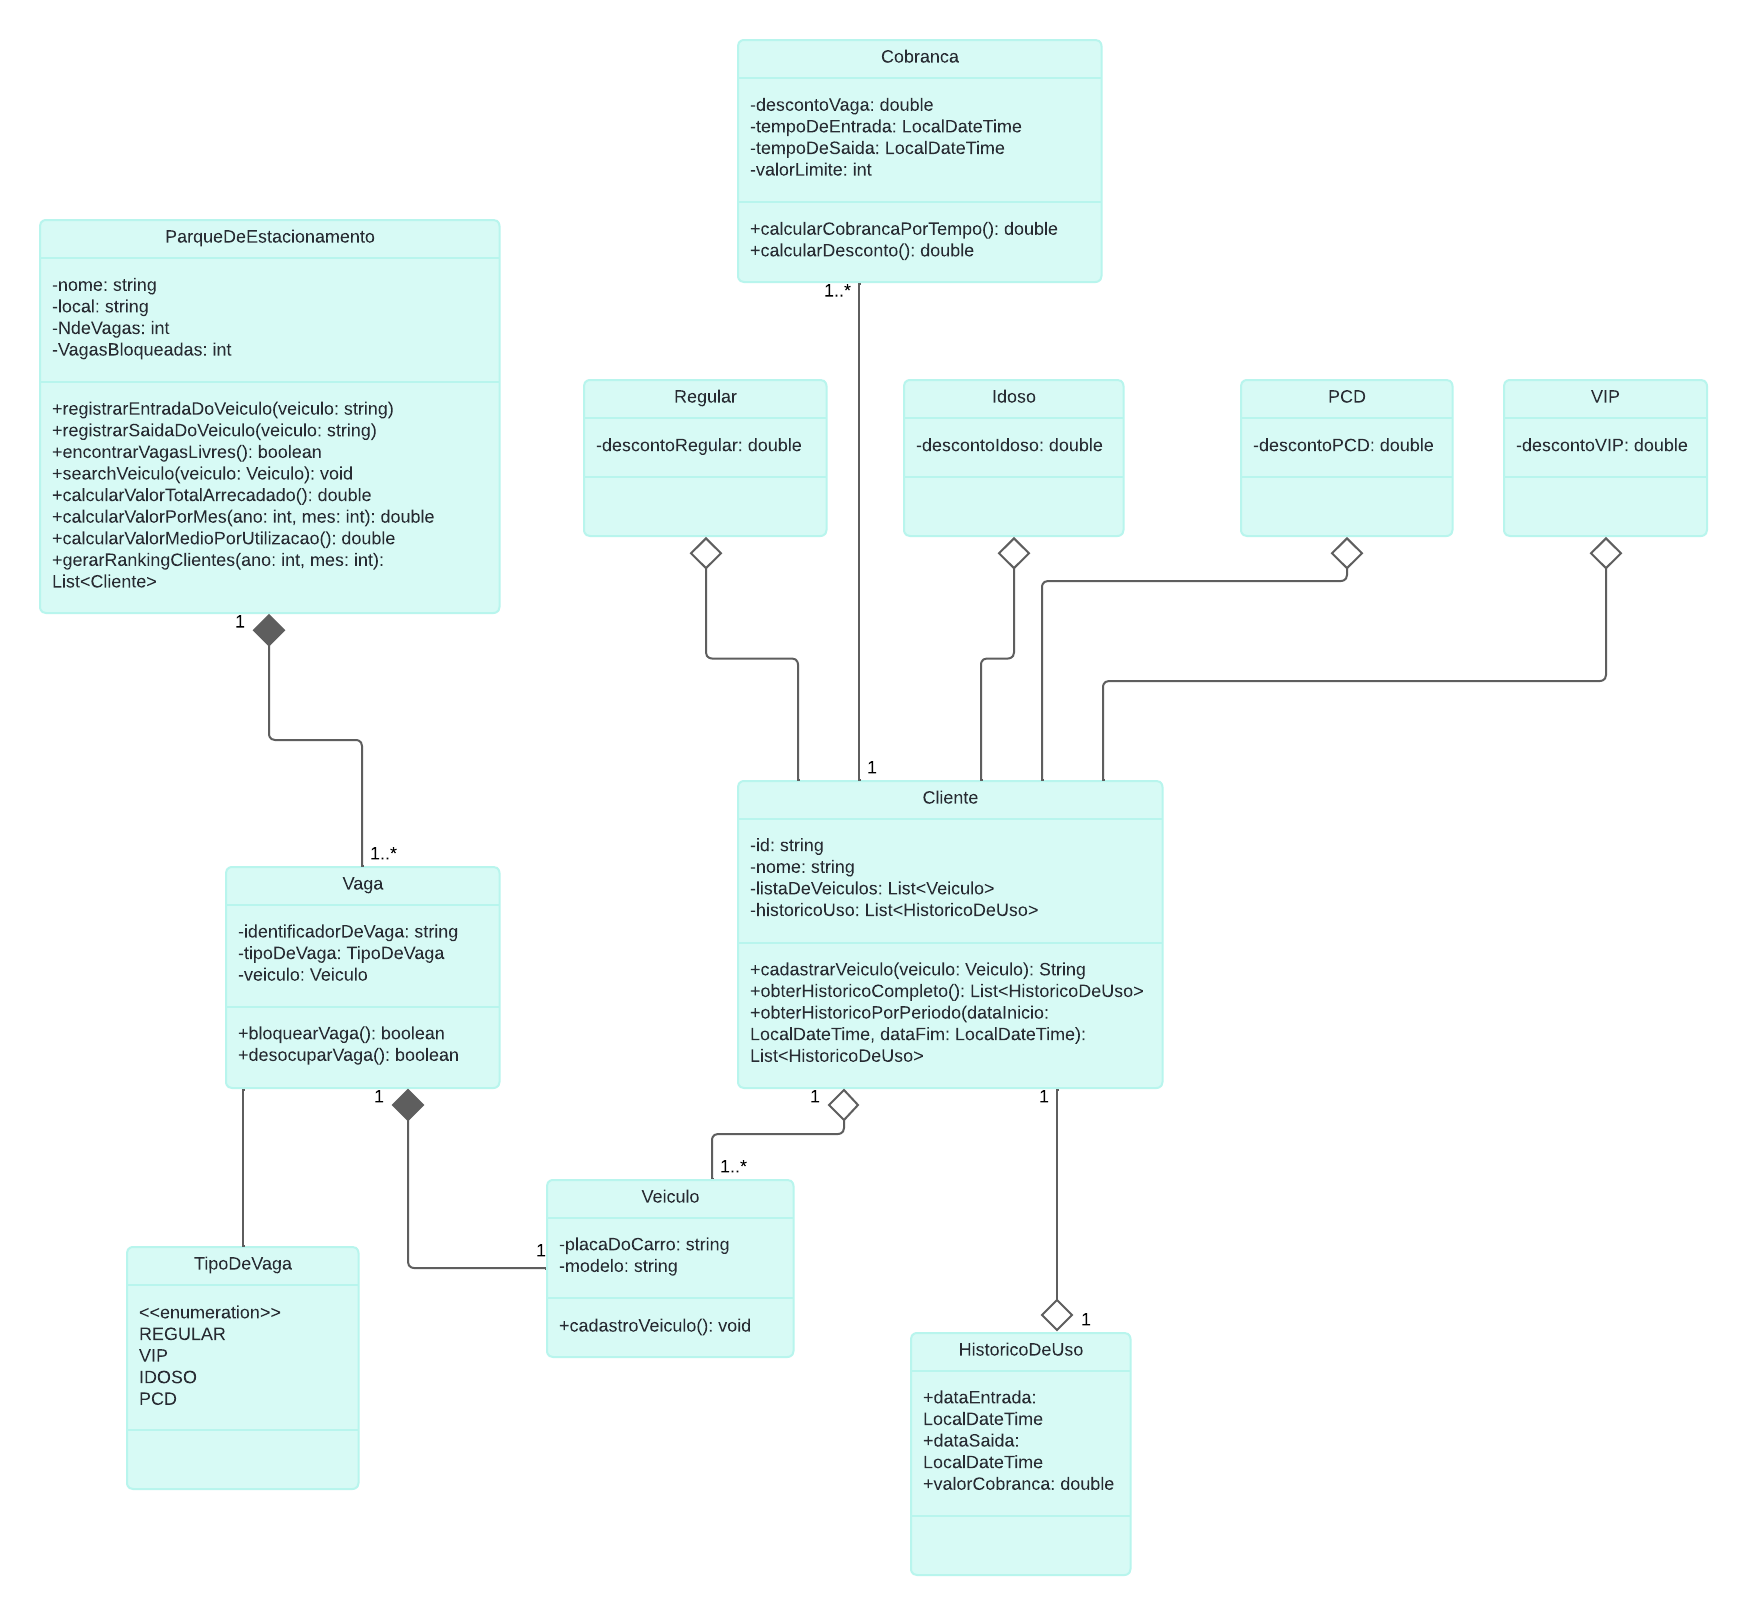 Cobranca
-descontoVaga: double
-tempoDeEntrada: LocalDateTime
-tempoDeSaida: LocalDateTime
-valorLimite: int
+calcularCobrancaPorTempo(): double
+calcularDesconto(): double
1..*
ParqueDeEstacionamento
-nome: string
-local: string
-NdeVagas: int
-VagasBloqueadas: int
+registrarEntradaDoVeiculo(veiculo: string)
+registrarSaidaDoVeiculo(veiculo: string)
+encontrarVagasLivres(): boolean
+searchVeiculo(veiculo: Veiculo): void
+calcularValorTotalArrecadado(): double
+calcularValorPorMes(ano: int, mes: int): double
+calcularValorMedioPorUtilizacao(): double
+gerarRankingClientes(ano: int, mes: int):
List<Cliente>
1
Regular
-descontoRegular: double
Idoso
-descontoIdoso: double
PCD
-descontoPCD: double
VIP
-descontoVIP: double
1
Cliente
-id: string
-nome: string
-listaDeVeiculos: List<Veiculo>
-historicoUso: List<HistoricoDeUso>
+cadastrarVeiculo(veiculo: Veiculo): String
+obterHistoricoCompleto(): List<HistoricoDeUso>
+obterHistoricoPorPeriodo(dataInicio:
LocalDateTime, dataFim: LocalDateTime):
List<HistoricoDeUso>
1
1
1..*
Vaga
-identificadorDeVaga: string
-tipoDeVaga: TipoDeVaga
-veiculo: Veiculo
+bloquearVaga(): boolean
+desocuparVaga(): boolean
1
1..*
1
Veiculo
-placaDoCarro: string
-modelo: string
+cadastroVeiculo(): void
TipoDeVaga
<<enumeration>>
REGULAR
VIP
IDOSO
PCD
1
HistoricoDeUso
+dataEntrada:
LocalDateTime
+dataSaida:
LocalDateTime
+valorCobranca: double